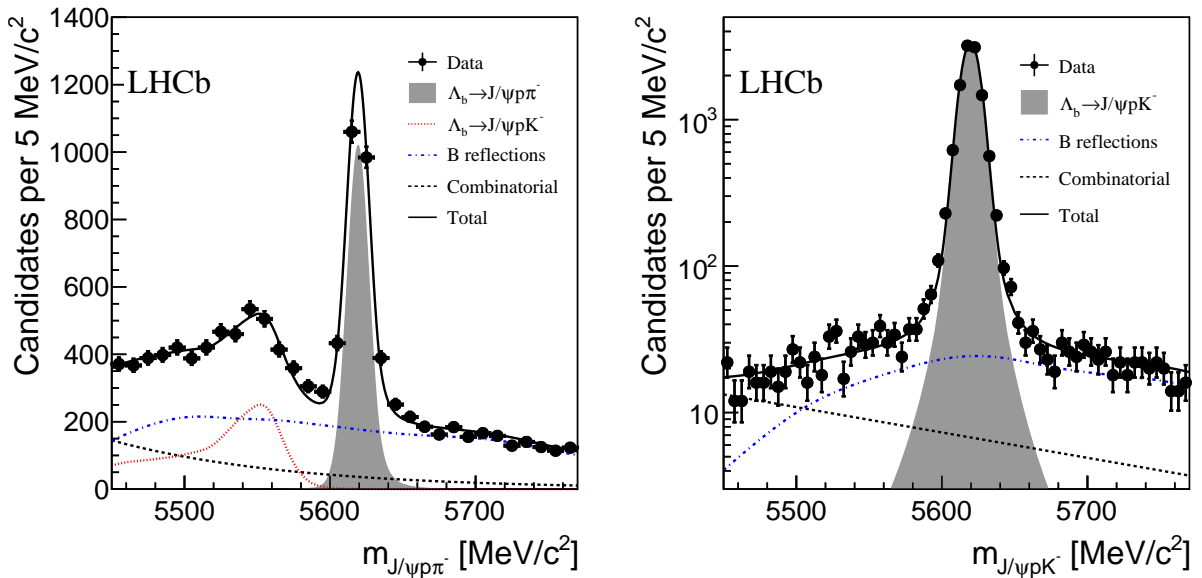 Candidates per 5 MeV/c²
1400
1200
1000
800
600
400
200
0
LHCb
Data
Λb→J/ψpπ⁻
Λb→J/ψpK⁻
B reflections
Combinatorial
Total
5500
5600
5700
m J/ψpπ⁻ [MeV/c²]
Candidates per 5 MeV/c²
10³
10²
10
LHCb
Data
Λb→J/ψpK⁻
B reflections
Combinatorial
Total
5500
5600
5700
m J/ψpK⁻ [MeV/c²]